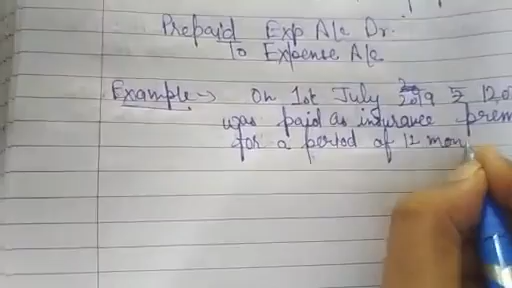 Prepaid Exp A/c Dr.
To Expense A/c
Example → On 1st July 2019 ₹ 12,0
was paid as insurance prem
for a period of 12 mon